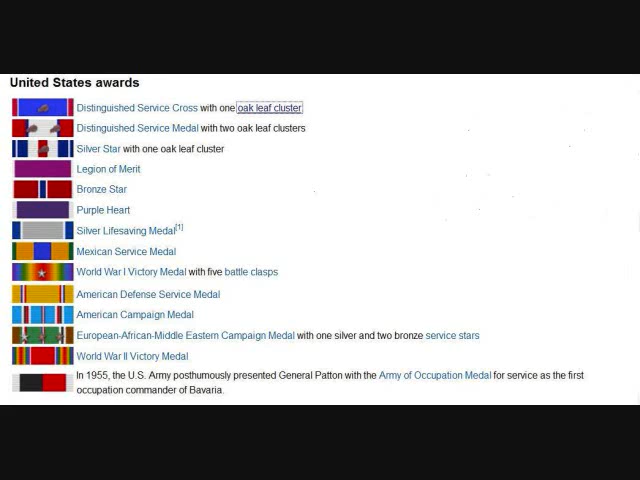 United States awards
Distinguished Service Cross with one oak leaf cluster
Distinguished Service Medal with two oak leaf clusters
Silver Star with one oak leaf cluster
Legion of Merit
Bronze Star
Purple Heart
Silver Lifesaving Medal[1]
Mexican Service Medal
World War I Victory Medal with five battle clasps
American Defense Service Medal
American Campaign Medal
European-African-Middle Eastern Campaign Medal with one silver and two bronze service stars
World War II Victory Medal
In 1955, the U.S. Army posthumously presented General Patton with the Army of Occupation Medal for service as the first
occupation commander of Bavaria.